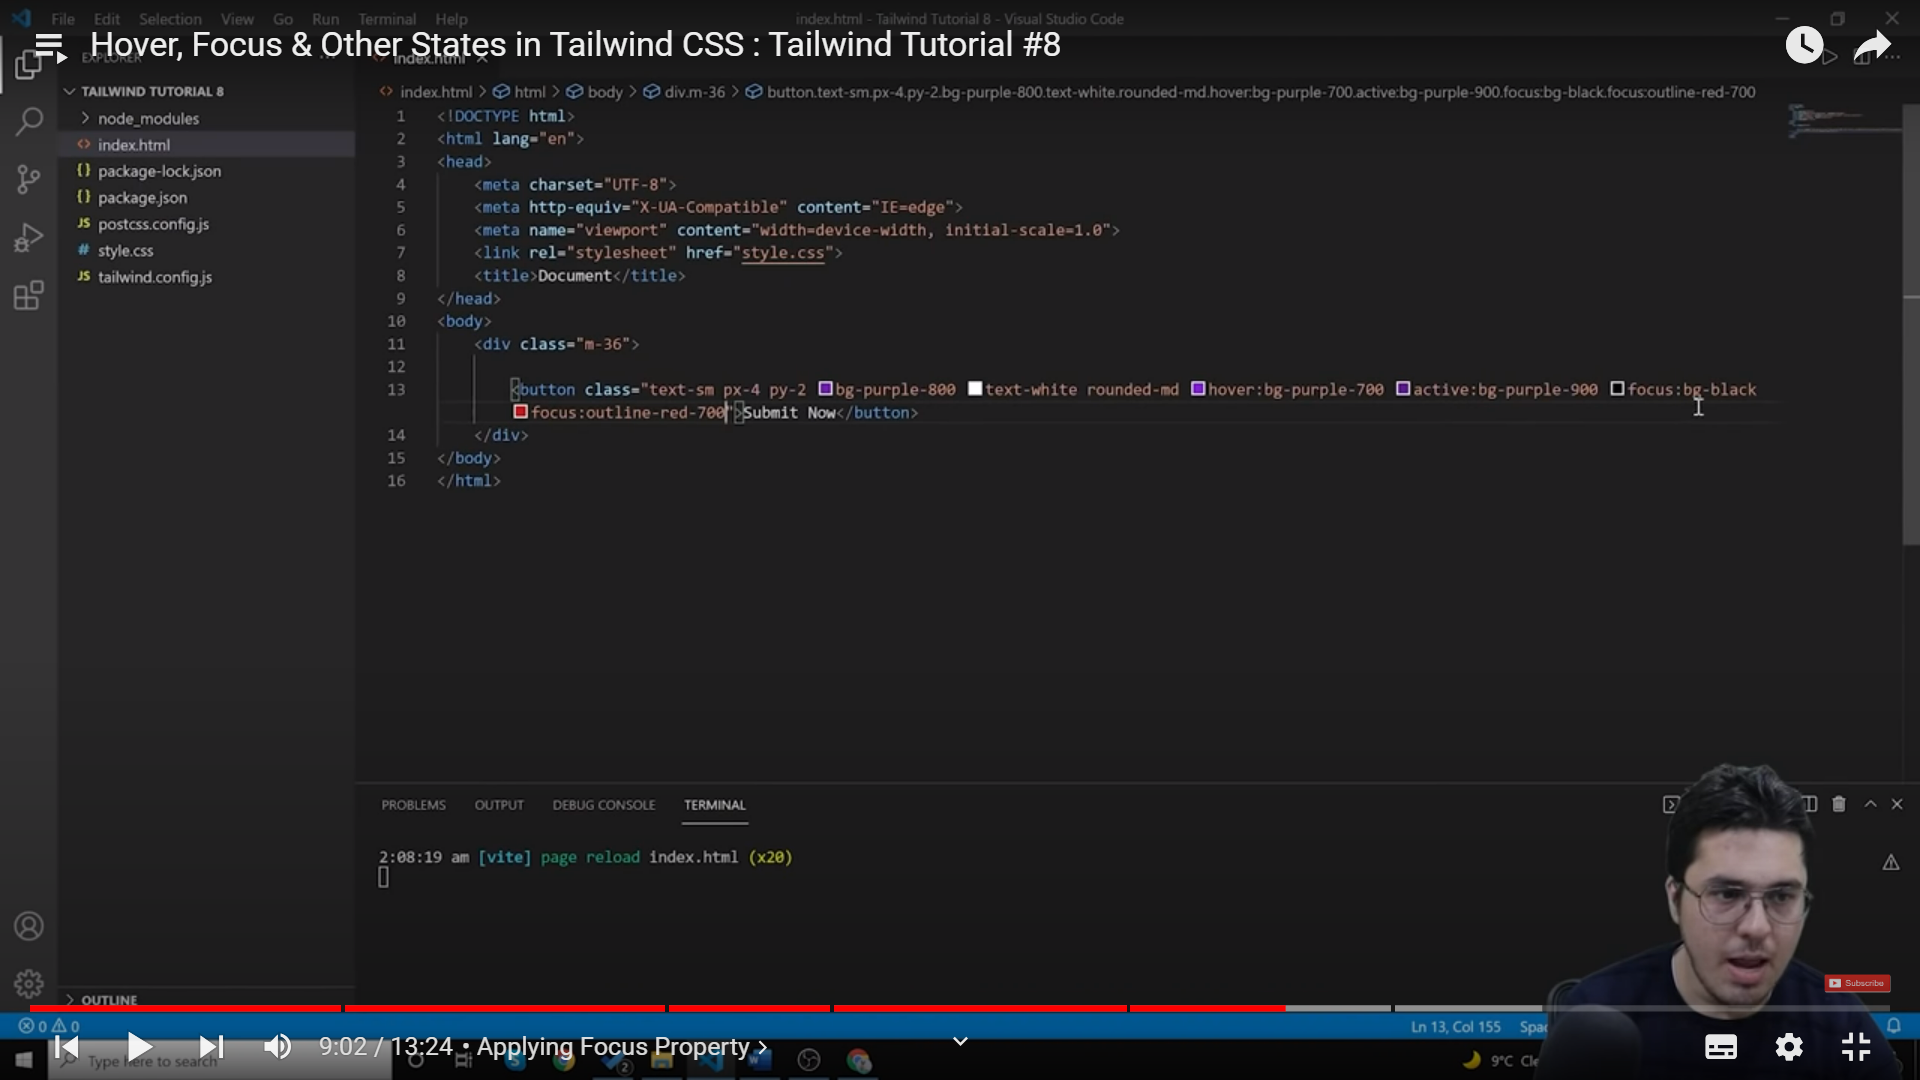 File Edit Selection View Go Run Terminal Help
index.html - Tailwind Tutorial 8 - Visual Studio Code
Hover, Focus & Other States in Tailwind CSS : Tailwind Tutorial #8
EXPLORER
index.html
TAILWIND TUTORIAL 8
node_modules
index.html
package-lock.json
package.json
postcss.config.js
style.css
tailwind.config.js
index.html > html > body > div.m-36 > button.text-sm.px-4.py-2.bg-purple-800.text-white.rounded-md.hover:bg-purple-700.active:bg-purple-900.focus:bg-black.focus:outline-red-700
1 <!DOCTYPE html>
2 <html lang="en">
3 <head>
4 <meta charset="UTF-8">
5 <meta http-equiv="X-UA-Compatible" content="IE=edge">
6 <meta name="viewport" content="width=device-width, initial-scale=1.0">
7 <link rel="stylesheet" href="style.css">
8 <title>Document</title>
9 </head>
10 <body>
11 <div class="m-36">
12
13 <button class="text-sm px-4 py-2 bg-purple-800 text-white rounded-md hover:bg-purple-700 active:bg-purple-900 focus:bg-black
focus:outline-red-700">Submit Now</button>
14 </div>
15 </body>
16 </html>
PROBLEMS OUTPUT DEBUG CONSOLE TERMINAL
2:08:19 am [vite] page reload index.html (x20)
Subscribe
OUTLINE
0 0
Ln 13, Col 155
9:02 / 13:24 • Applying Focus Property >
Type here to search
2
9°C